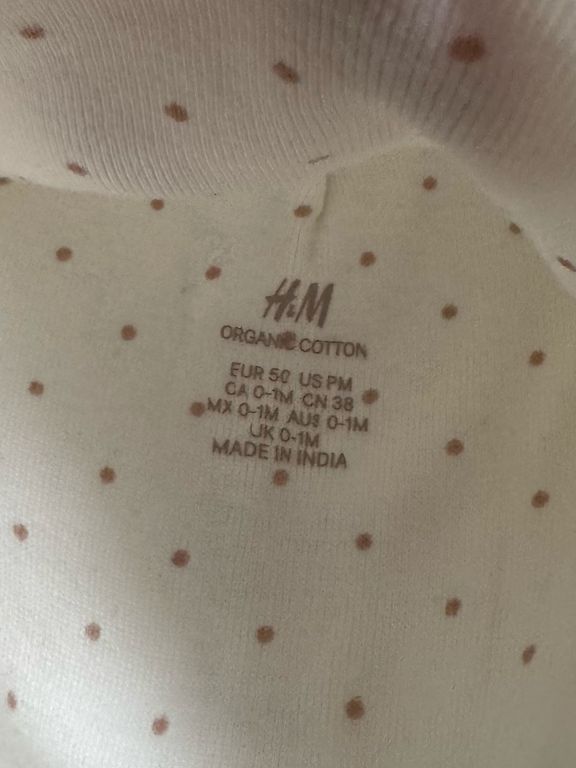 H&M
ORGANIC COTTON
EUR 50 US PM
CA 0-1M CN 38
MX 0-1M AUS 0-1M
UK 0-1M
MADE IN INDIA